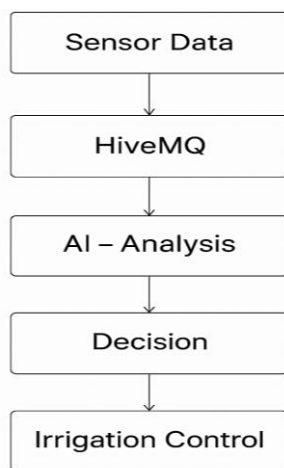 Sensor Data
HiveMQ
AI – Analysis
Decision
Irrigation Control